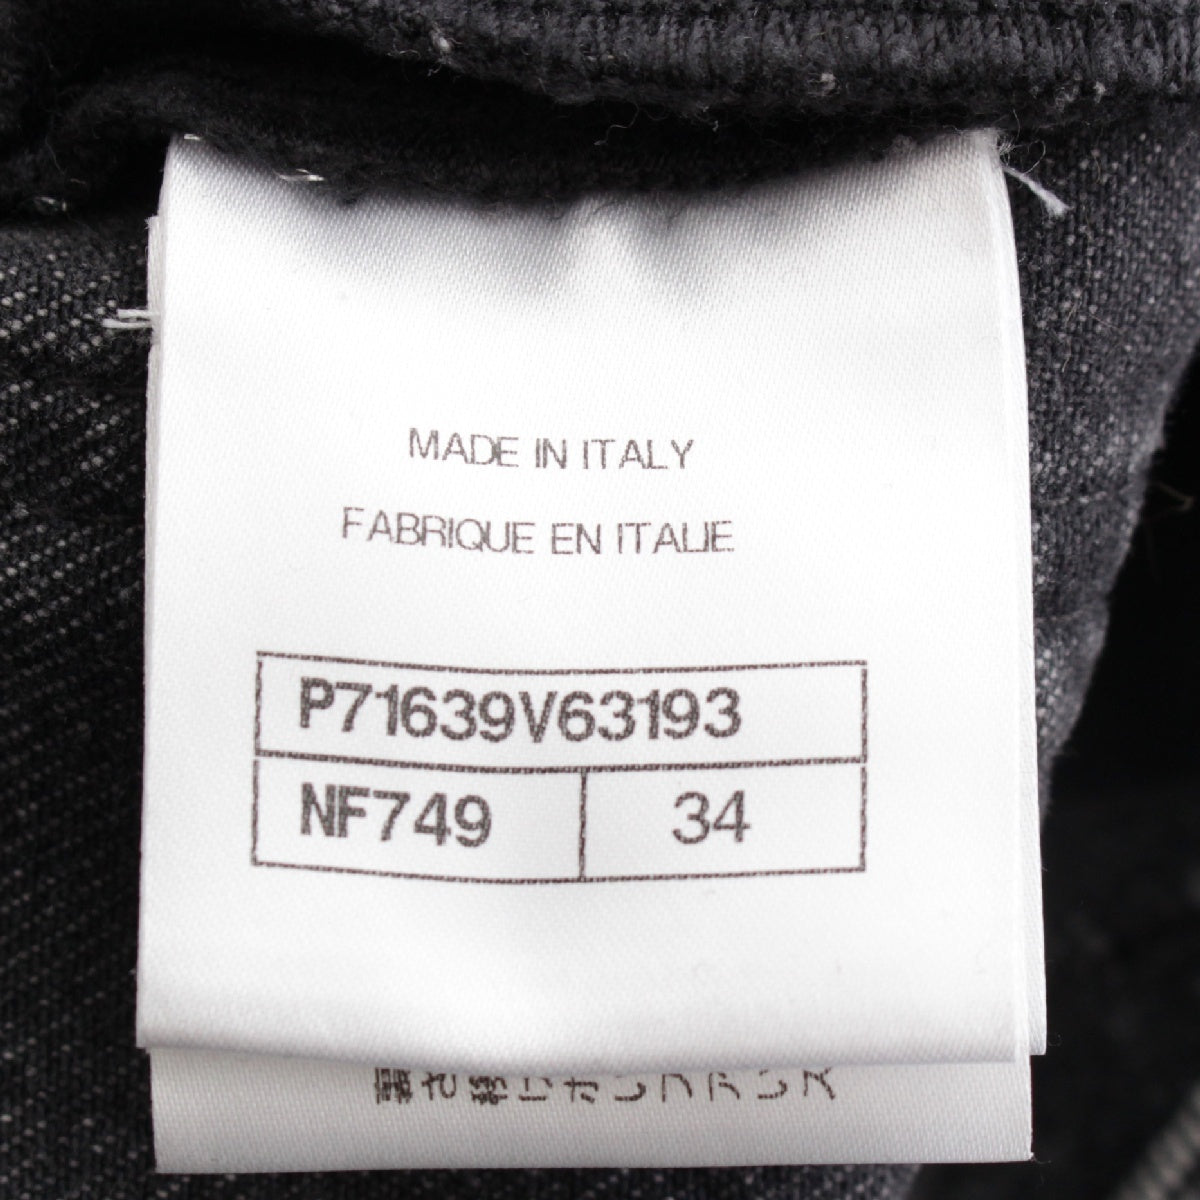 MADE IN ITALY
FABRIQUE EN ITALIE
P71639V63193
NF749 34